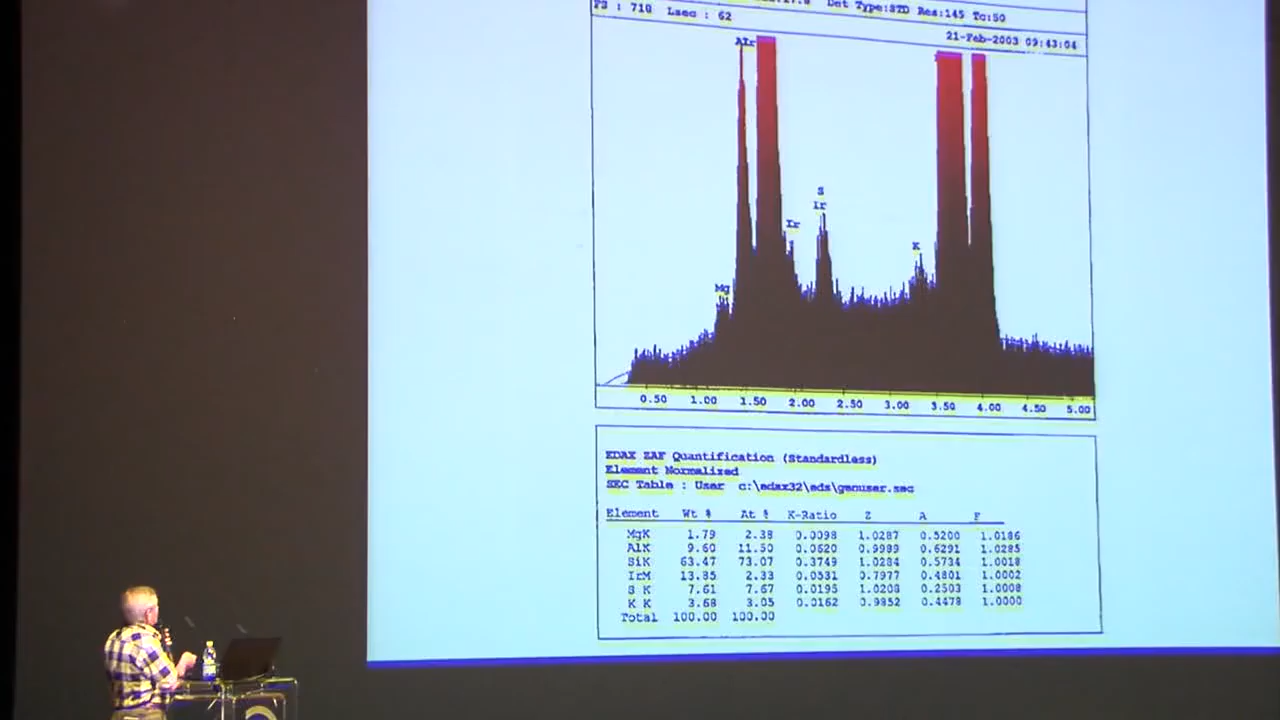 Det Type:STD Res:145 Tc:50
FS : 718 Lsec : 62
21-Feb-2003 09:43:04
AIr
S
Ir
Ir
K
Mg
0.50 1.00 1.50 2.00 2.50 3.00 3.50 4.00 4.50 5.00
EDAX ZAF Quantification (Standardless)
Element Normalized
SEC Table : User c:\edax32\eds\genuser.sec
Element Wt % At % K-Ratio Z A F
MgK 1.79 2.38 0.0098 1.0287 0.5200 1.0186
AlK 9.60 11.50 0.0620 0.9989 0.6291 1.0285
SiK 63.47 73.07 0.3749 1.0284 0.5734 1.0018
IrM 13.85 2.33 0.0531 0.7977 0.4801 1.0002
S K 7.61 7.67 0.0195 1.0208 0.2503 1.0008
K K 3.68 3.05 0.0162 0.9852 0.4478 1.0000
Total 100.00 100.00